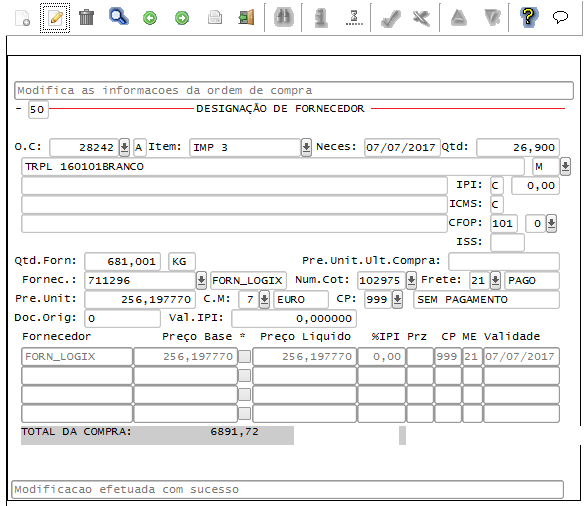 Modifica as informacoes da ordem de compra
- 50 DESIGNAÇÃO DE FORNECEDOR
O.C: 28242 A Item: IMP 3 Neces: 07/07/2017 Qtd: 26,900
TRPL 160101BRANCO M
IPI: C 0,00
ICMS: C
CFOP: 101 0
ISS:
Qtd.Forn: 681,001 KG Pre.Unit.Ult.Compra:
Fornec.: 711296 FORN_LOGIX Num.Cot: 102975 Frete: 21 PAGO
Pre.Unit: 256,197770 C.M: 7 EURO CP: 999 SEM PAGAMENTO
Doc.Orig: 0 Val.IPI: 0,000000
Fornecedor Preço Base * Preço Liquido %IPI Prz CP ME Validade
FORN_LOGIX 256,197770 256,197770 0,00 999 21 07/07/2017
TOTAL DA COMPRA: 6891,72
Modificacao efetuada com sucesso